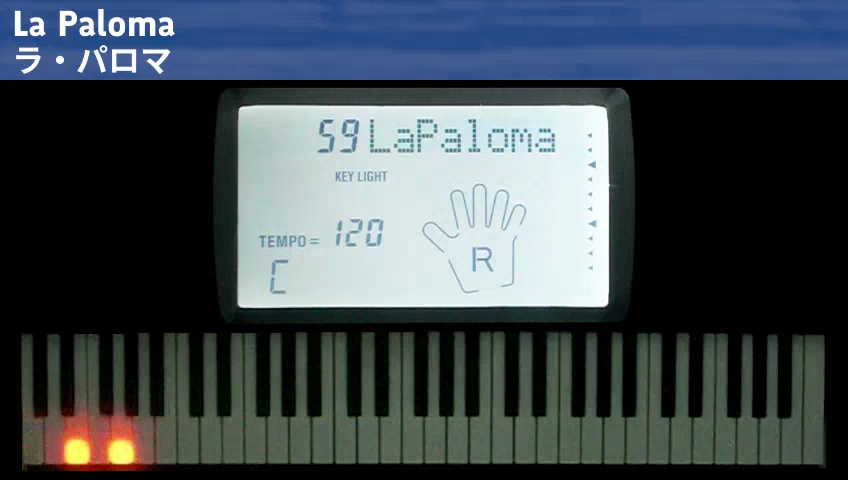 La Paloma
ラ・パロマ
59 LaPaloma
KEY LIGHT
TEMPO = 120
R
C